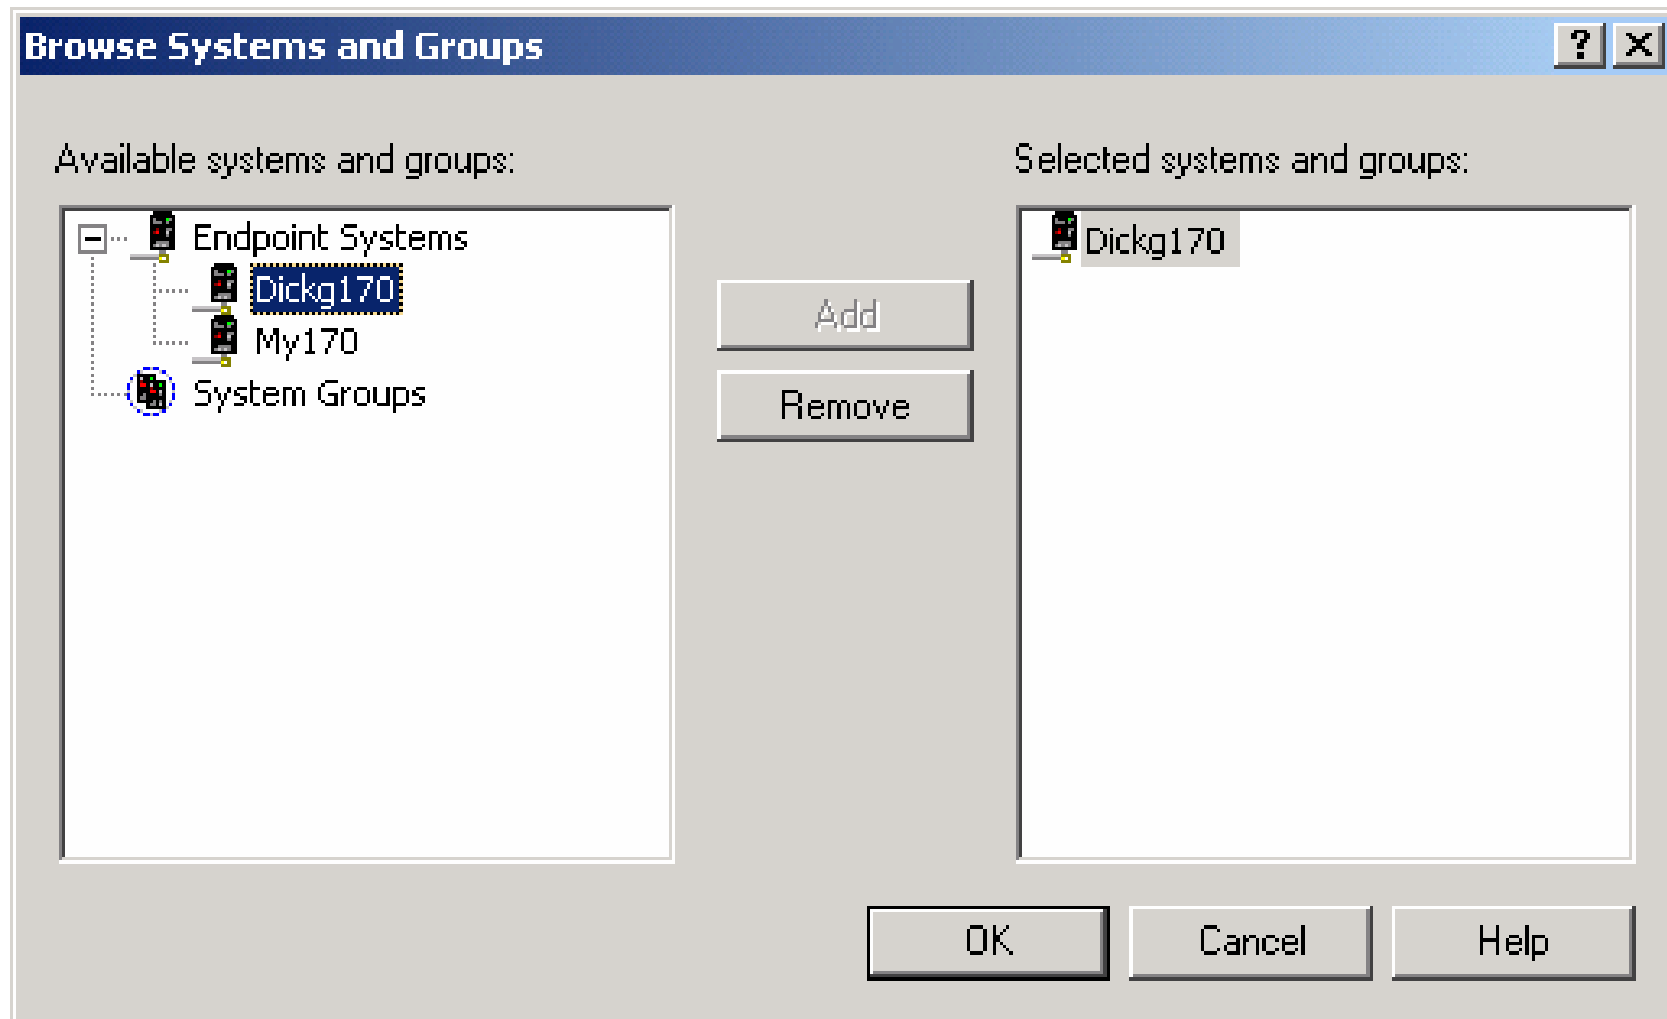 Browse Systems and Groups
Available systems and groups:
Selected systems and groups:
Endpoint Systems
Dickg170
My170
System Groups
Add
Remove
Dickg170
OK
Cancel
Help